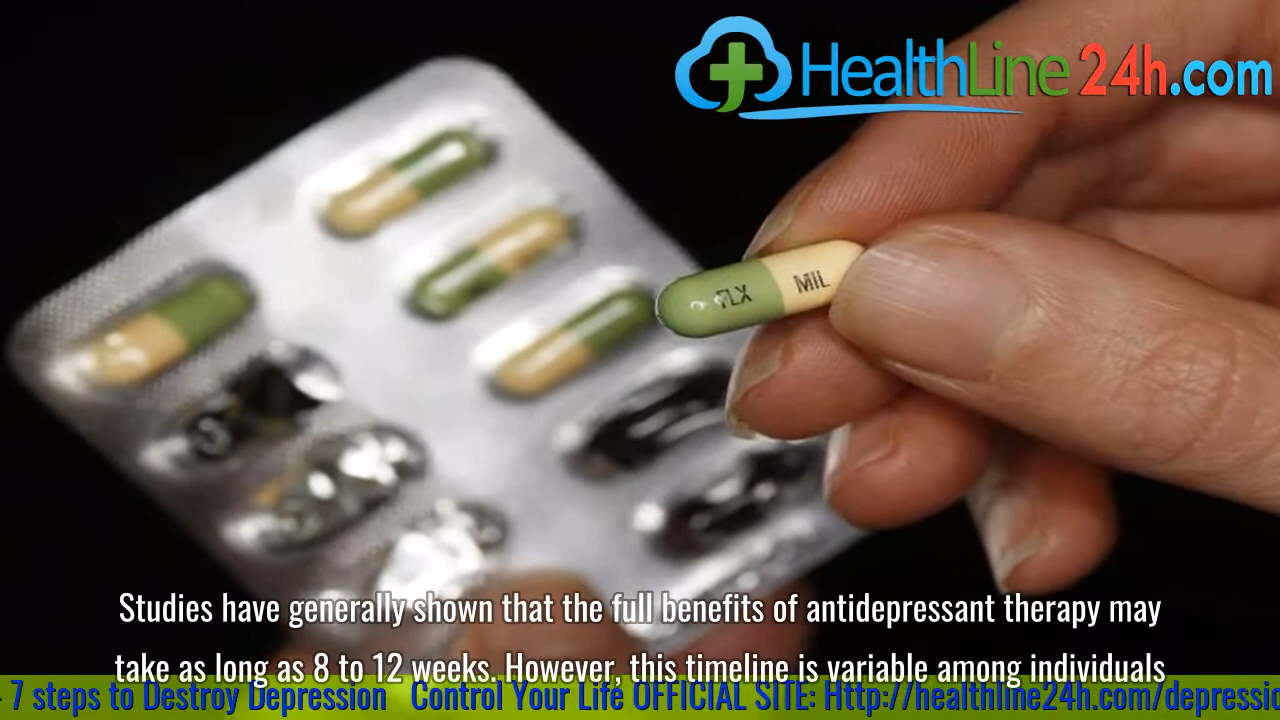 HealthLine24h.com
FLX MIL
Studies have generally shown that the full benefits of antidepressant therapy may
take as long as 8 to 12 weeks. However, this timeline is variable among individuals
7 steps to Destroy Depression Control Your Life OFFICIAL SITE: Http://healthline24h.com/depressio